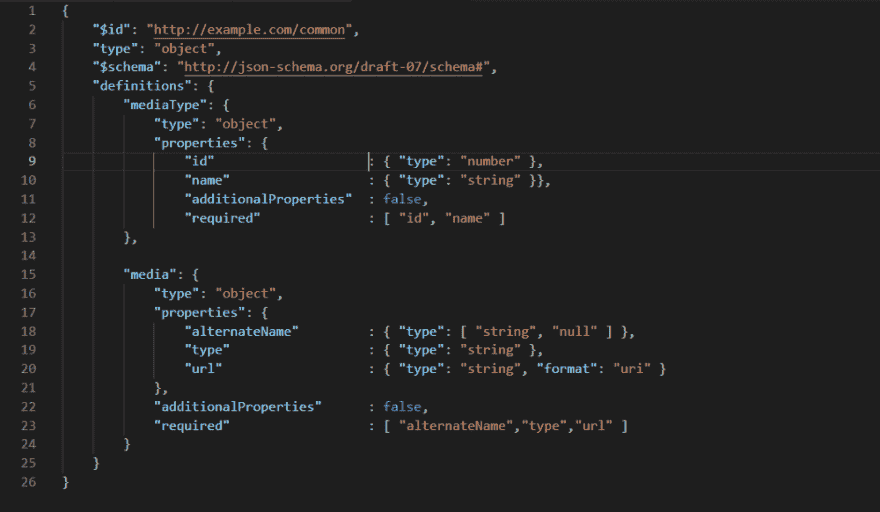 1 {
2     "$id": "http://example.com/common",
3     "type": "object",
4     "$schema": "http://json-schema.org/draft-07/schema#",
5     "definitions": {
6         "mediaType": {
7             "type": "object",
8             "properties": {
9                 "id"                    : { "type": "number" },
10                 "name"                  : { "type": "string" }},
11                 "additionalProperties"  : false,
12                 "required"              : [ "id", "name" ]
13         },
14
15         "media": {
16             "type": "object",
17             "properties": {
18                 "alternateName"         : { "type": [ "string", "null" ] },
19                 "type"                  : { "type": "string" },
20                 "url"                   : { "type": "string", "format": "uri" }
21             },
22             "additionalProperties"      : false,
23             "required"                  : [ "alternateName","type","url" ]
24         }
25     }
26 }